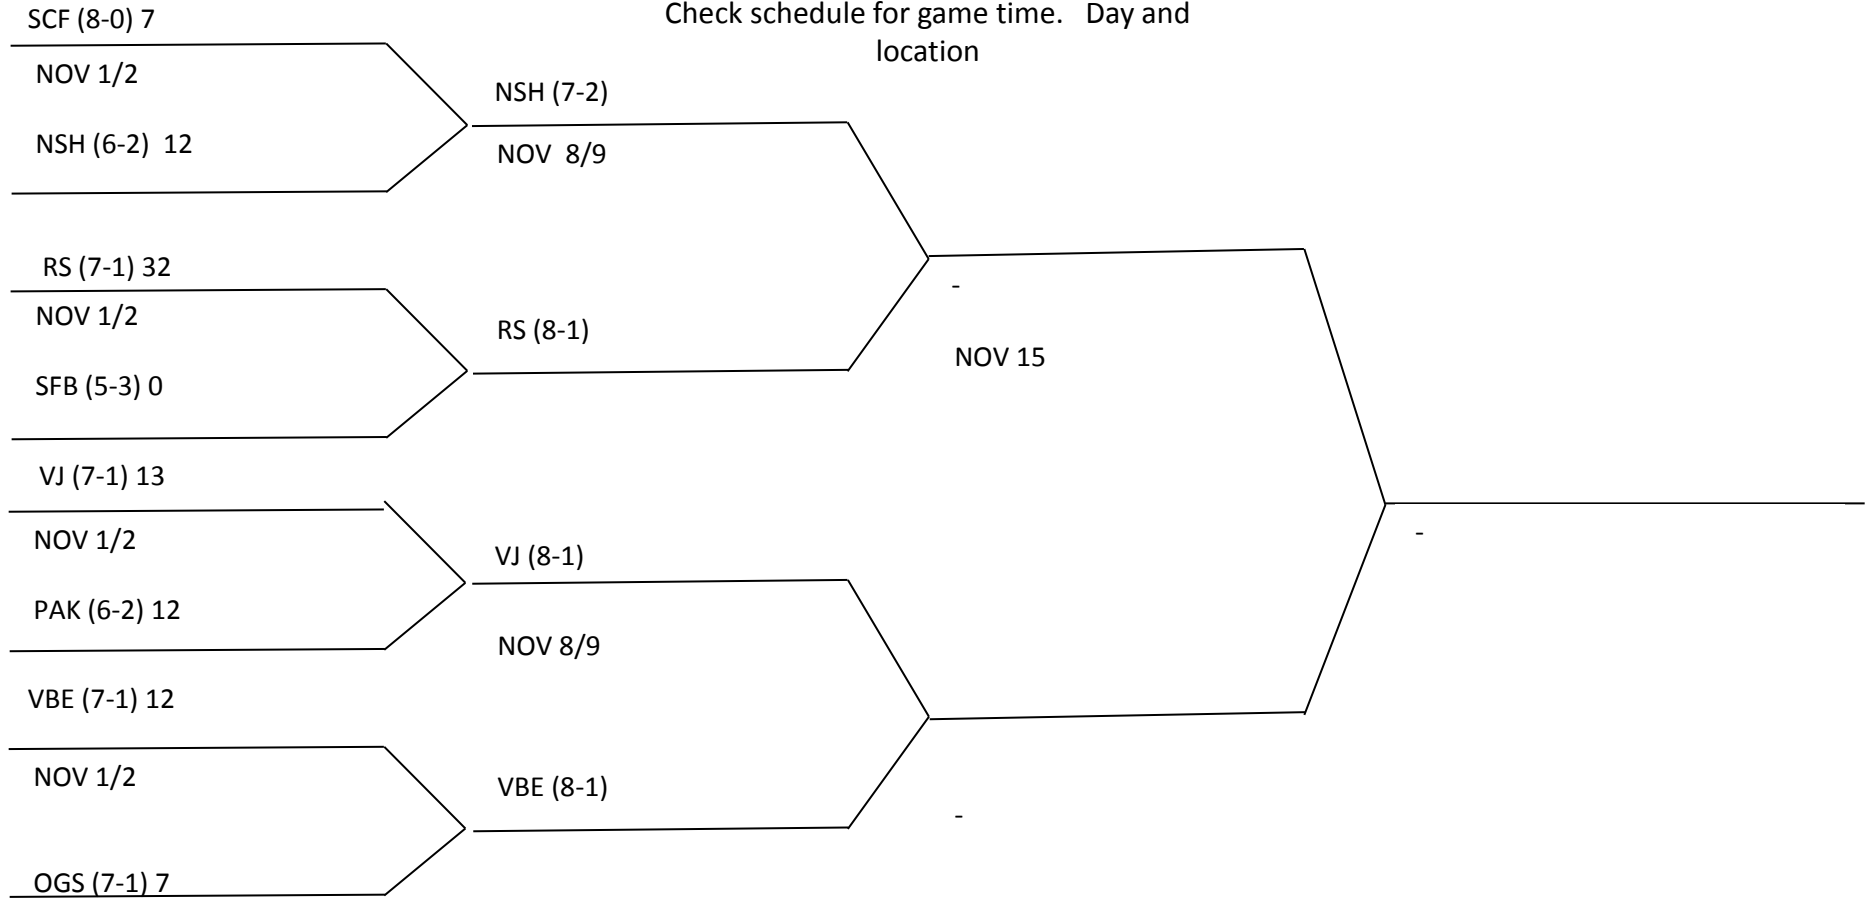 SCF (8-0) 7
Check schedule for game time.   Day and
location
NOV 1/2
NSH (7-2)
NSH (6-2)  12
NOV  8/9
RS (7-1) 32
-
NOV 1/2
RS (8-1)
NOV 15
SFB (5-3) 0
VJ (7-1) 13
-
NOV 1/2
VJ (8-1)
PAK (6-2) 12
NOV 8/9
VBE (7-1) 12
NOV 1/2
VBE (8-1)
-
OGS (7-1) 7